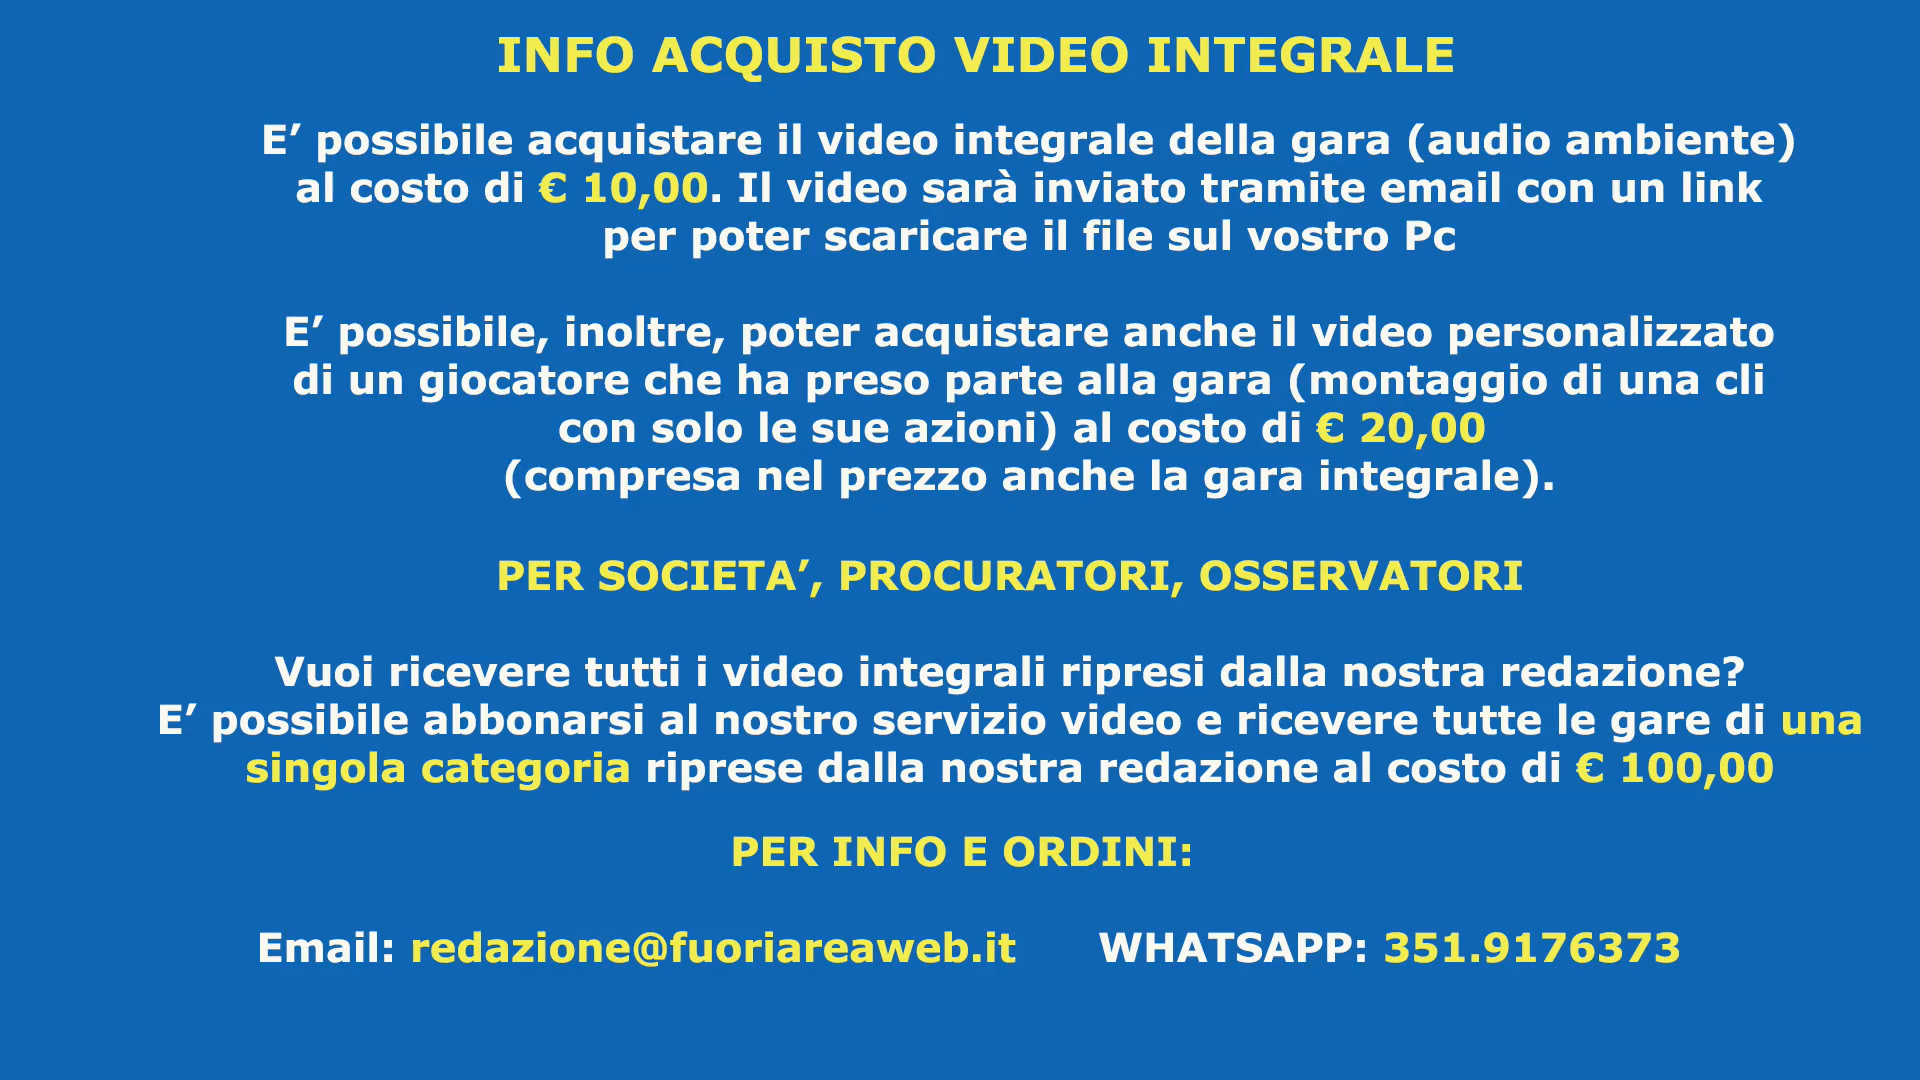 INFO ACQUISTO VIDEO INTEGRALE
E’ possibile acquistare il video integrale della gara (audio ambiente)
al costo di € 10,00. Il video sarà inviato tramite email con un link
per poter scaricare il file sul vostro Pc
E’ possibile, inoltre, poter acquistare anche il video personalizzato
di un giocatore che ha preso parte alla gara (montaggio di una cli
con solo le sue azioni) al costo di € 20,00
(compresa nel prezzo anche la gara integrale).
PER SOCIETA’, PROCURATORI, OSSERVATORI
Vuoi ricevere tutti i video integrali ripresi dalla nostra redazione?
E’ possibile abbonarsi al nostro servizio video e ricevere tutte le gare di una
singola categoria riprese dalla nostra redazione al costo di € 100,00
PER INFO E ORDINI:
Email: redazione@fuoriareaweb.it WHATSAPP: 351.9176373